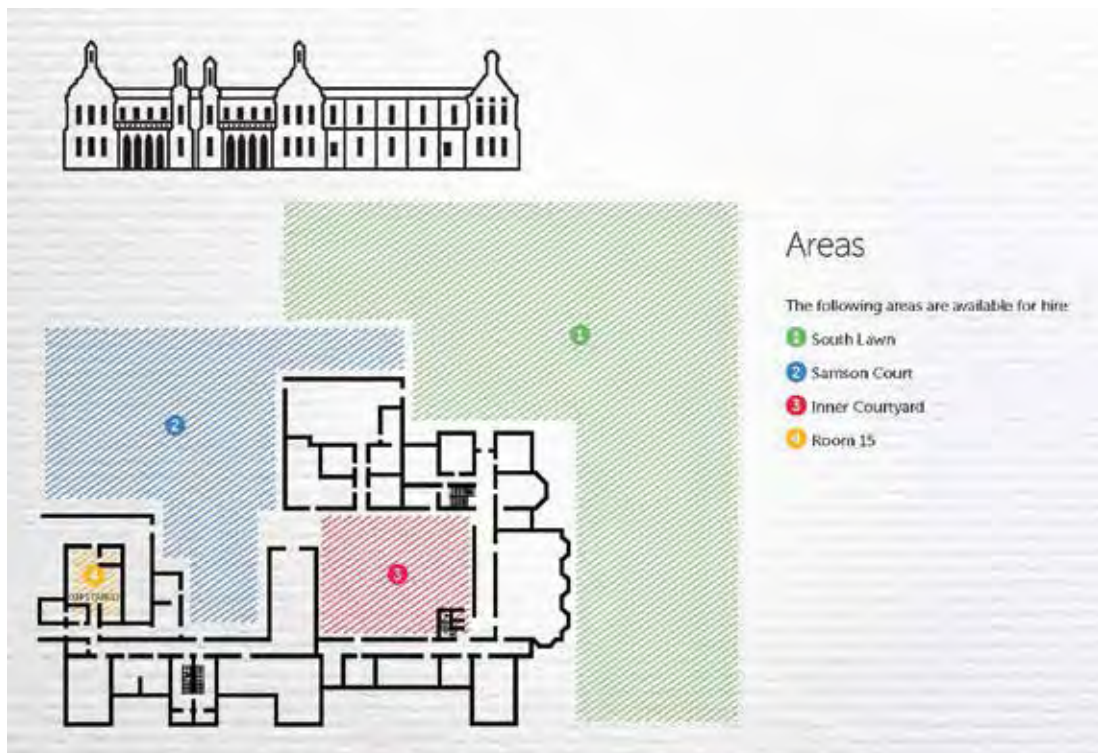 Areas
The following areas are available for hire
1 South Lawn
2 Samson Court
3 Inner Courtyard
4 Room 15
1
2
3
4
(UPSTAIRS)